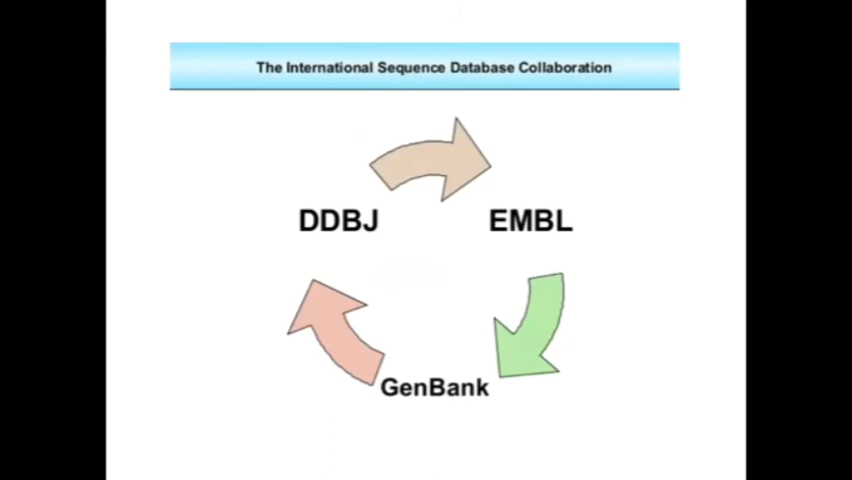 The International Sequence Database Collaboration
DDBJ
EMBL
GenBank